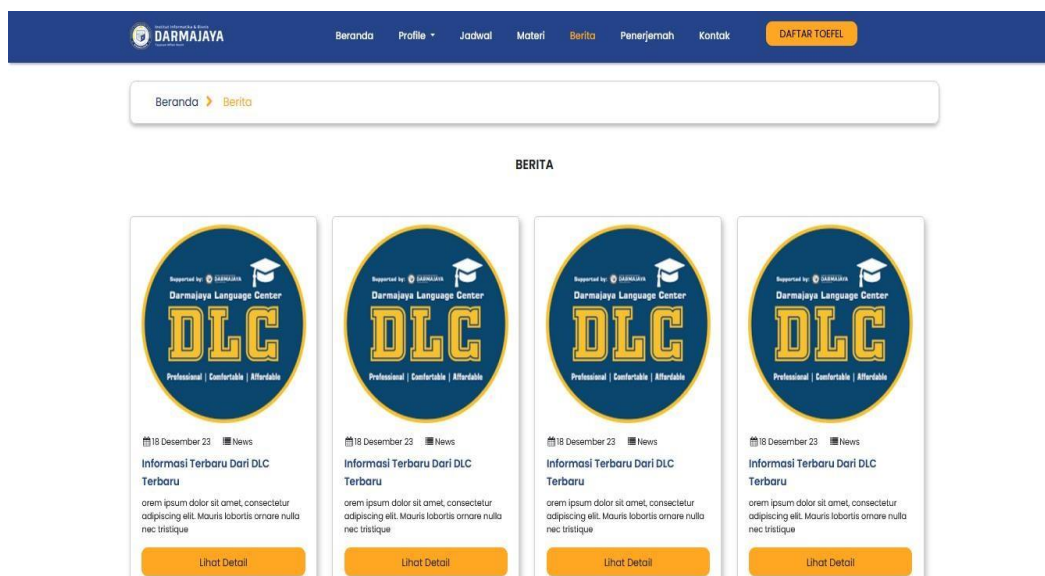 Institut Informatika & Bisnis
DARMAJAYA
Beranda Profile Jadwal Materi Berita Penerjemah Kontak DAFTAR TOEFEL
Beranda Berita
BERITA
Supported by: DARMAJAYA
Darmajaya Language Center
DLC
Professional | Comfortable | Affordable
18 Desember 23 News
Informasi Terbaru Dari DLC
Terbaru
orem ipsum dolor sit amet, consectetur
adipiscing elit. Mauris lobortis ornare nulla
nec tristique
Lihat Detail
Supported by: DARMAJAYA
Darmajaya Language Center
DLC
Professional | Comfortable | Affordable
18 Desember 23 News
Informasi Terbaru Dari DLC
Terbaru
orem ipsum dolor sit amet, consectetur
adipiscing elit. Mauris lobortis ornare nulla
nec tristique
Lihat Detail
Supported by: DARMAJAYA
Darmajaya Language Center
DLC
Professional | Comfortable | Affordable
18 Desember 23 News
Informasi Terbaru Dari DLC
Terbaru
orem ipsum dolor sit amet, consectetur
adipiscing elit. Mauris lobortis ornare nulla
nec tristique
Lihat Detail
Supported by: DARMAJAYA
Darmajaya Language Center
DLC
Professional | Comfortable | Affordable
18 Desember 23 News
Informasi Terbaru Dari DLC
Terbaru
orem ipsum dolor sit amet, consectetur
adipiscing elit. Mauris lobortis ornare nulla
nec tristique
Lihat Detail